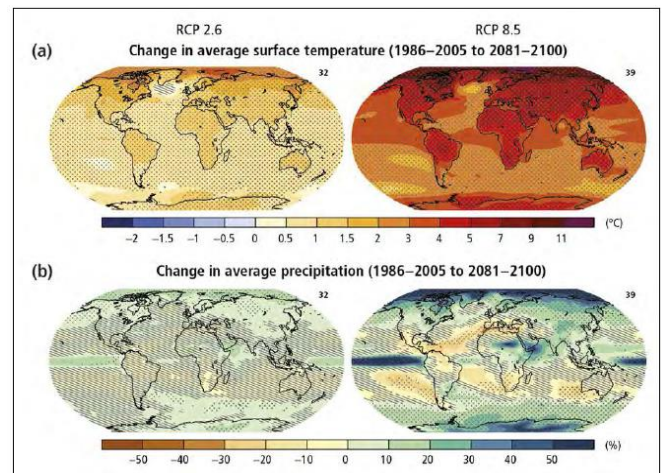 RCP 2.6 RCP 8.5
(a) Change in average surface temperature (1986–2005 to 2081–2100)
32 39
(°C)
−2 −1.5 −1 −0.5 0 0.5 1 1.5 2 3 4 5 7 9 11
(b) Change in average precipitation (1986–2005 to 2081–2100)
32 39
(%)
−50 −40 −30 −20 −10 0 10 20 30 40 50